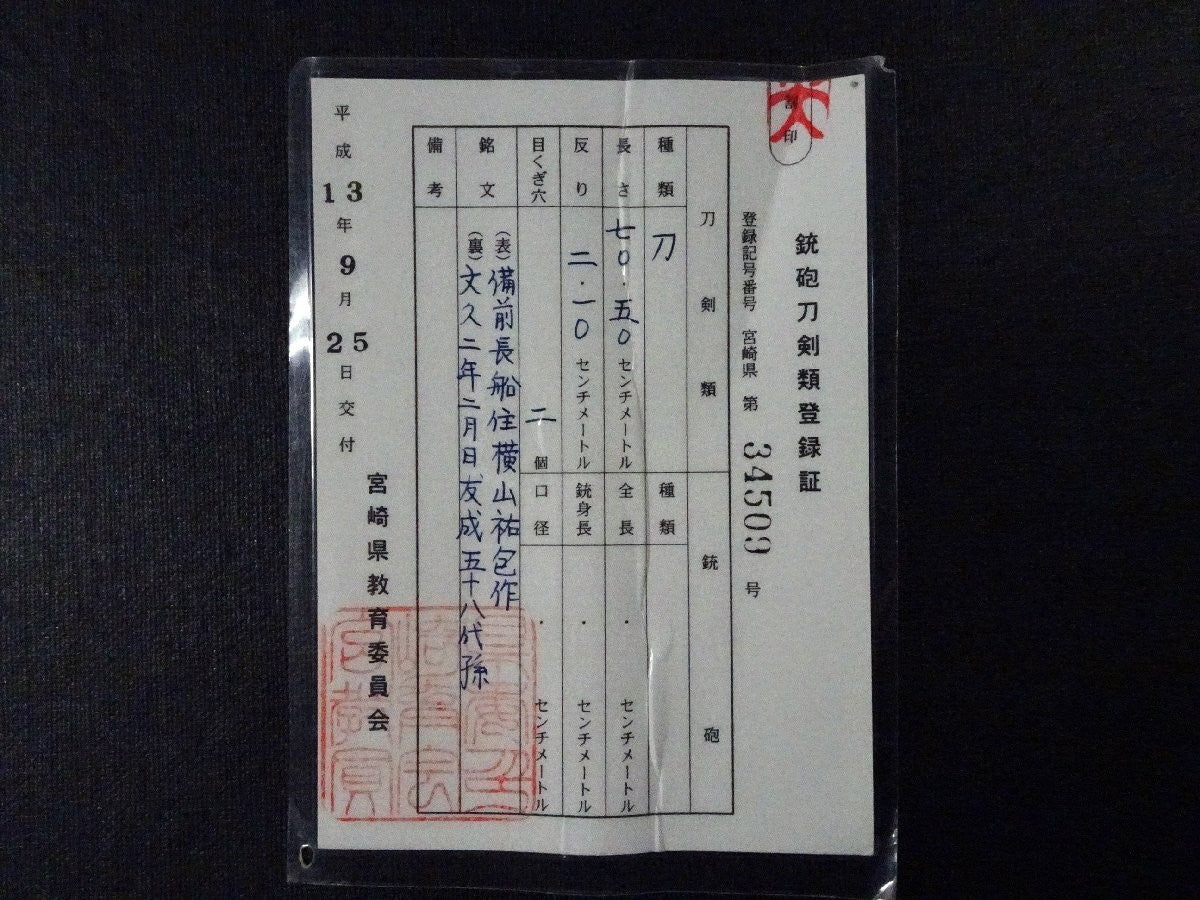 銃砲刀剣類登録証
割印
登録記号番号 宮崎県 第 34509 号
刀剣類
銃砲
種類 刀
長さ 七〇・五〇 センチメートル
反り 二・一〇 センチメートル
目くぎ穴 二 個
銘文 (表) 備前長船住横山祐包作
(裏) 文久二年二月日友成五十八代孫
備考
種類
全長 ・ センチメートル
銃身長 ・ センチメートル
口径 ・ センチメートル
平成13年9月25日交付
宮崎県教育委員会